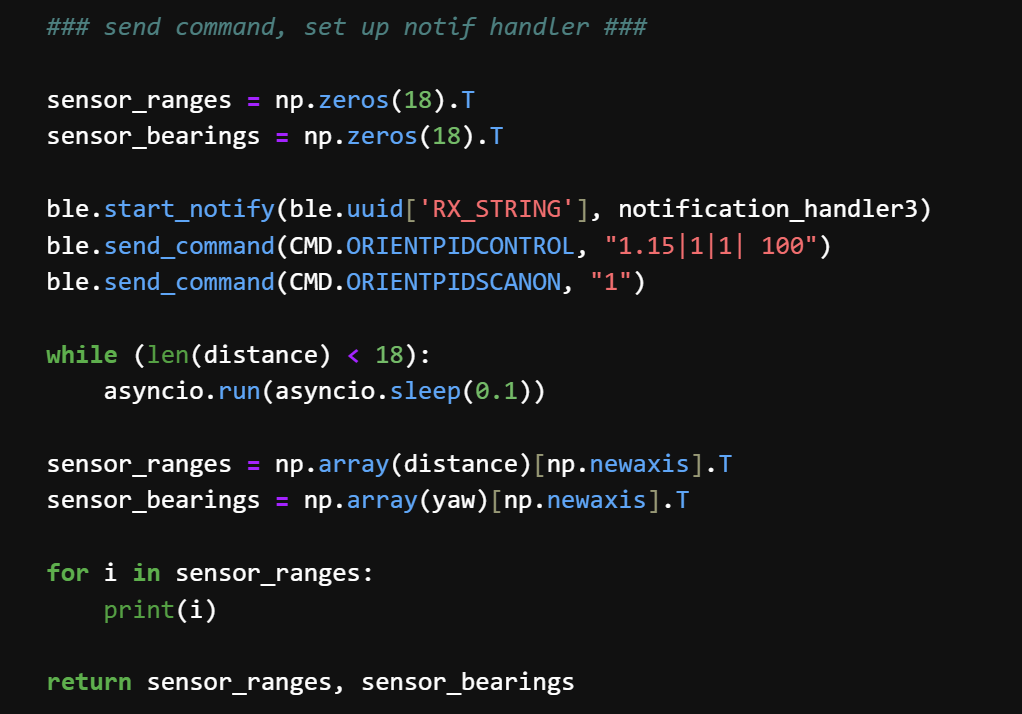 ### send command, set up notif handler ###
sensor_ranges = np.zeros(18).T
sensor_bearings = np.zeros(18).T
ble.start_notify(ble.uuid['RX_STRING'], notification_handler3)
ble.send_command(CMD.ORIENTPIDCONTROL, "1.15|1|1| 100")
ble.send_command(CMD.ORIENTPIDSCANON, "1")
while (len(distance) < 18):
    asyncio.run(asyncio.sleep(0.1))
sensor_ranges = np.array(distance)[np.newaxis].T
sensor_bearings = np.array(yaw)[np.newaxis].T
for i in sensor_ranges:
    print(i)
return sensor_ranges, sensor_bearings